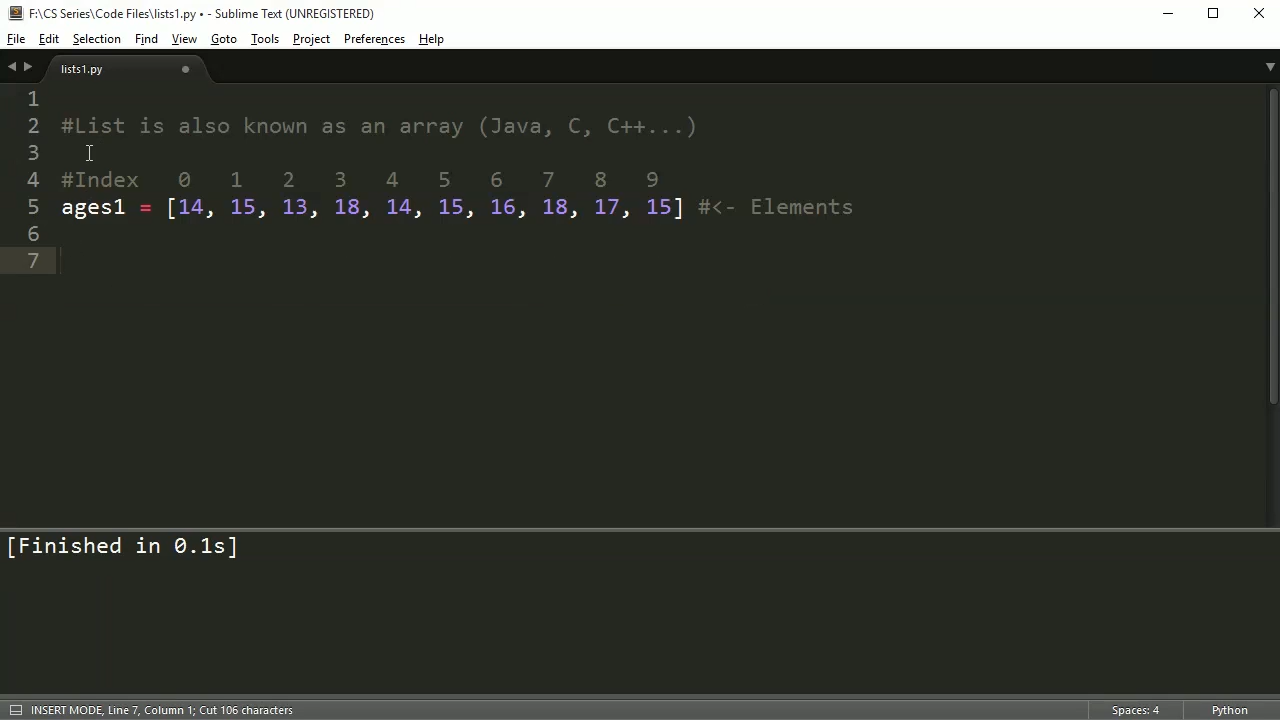 F:\CS Series\Code Files\lists1.py • - Sublime Text (UNREGISTERED)
File Edit Selection Find View Goto Tools Project Preferences Help
lists1.py
1
2 #List is also known as an array (Java, C, C++...)
3
4 #Index 0 1 2 3 4 5 6 7 8 9
5 ages1 = [14, 15, 13, 18, 14, 15, 16, 18, 17, 15] #<- Elements
6
7
[Finished in 0.1s]
INSERT MODE, Line 7, Column 1; Cut 106 characters Spaces: 4 Python